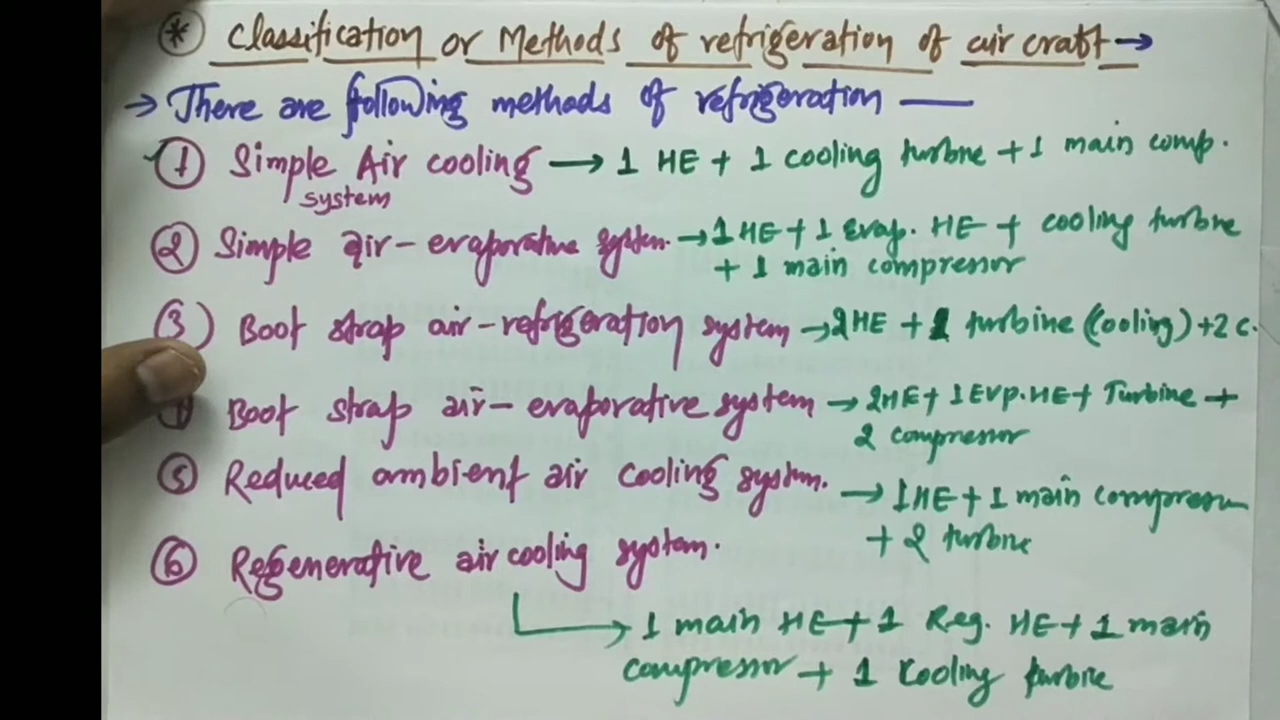 * Classification or Methods of refrigeration of air craft →
→ There are following methods of refrigeration —
① Simple Air cooling → 1 HE + 1 cooling turbine + 1 main comp.
system
② Simple air - evaporative system. → 1 HE + 1 Evap. HE + cooling turbine
+ 1 main compressor
③ Boot strap air - refrigeration system → 2 HE + 1 turbine (cooling) + 2 C.
④ Boot strap air - evaporative system → 2HE + 1 Evp. HE + Turbine +
2 compressor
⑤ Reduced ambient air cooling system.
→ 1 HE + 1 main compressor
+ 2 turbine
⑥ Regenerative air cooling system.
→ 1 main HE + 1 Reg. HE + 1 main
compressor + 1 cooling turbine